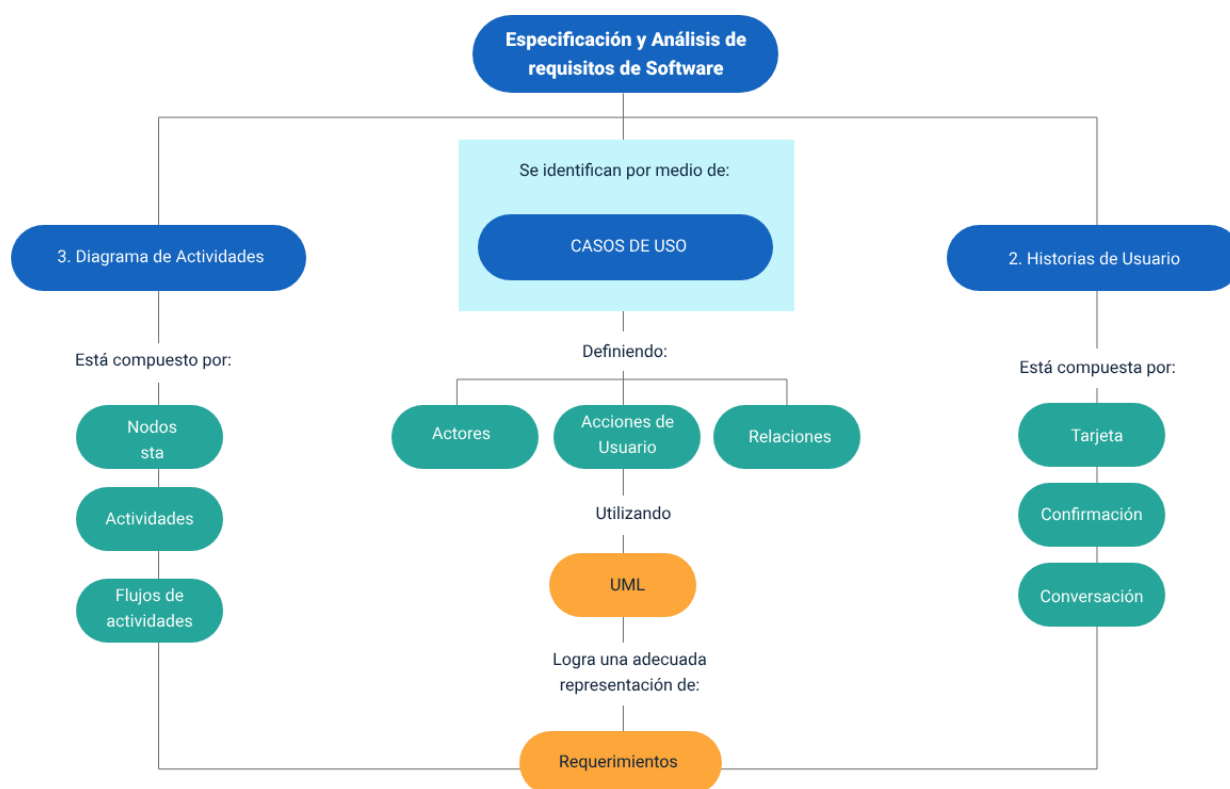 Especificación y Análisis de
requisitos de Software
Se identifican por medio de:
CASOS DE USO
3. Diagrama de Actividades
2. Historias de Usuario
Definiendo:
Está compuesto por:
Está compuesta por:
Nodos
sta
Actores
Acciones de
Usuario
Relaciones
Tarjeta
Actividades
Utilizando
Confirmación
UML
Flujos de
actividades
Conversación
Logra una adecuada
representación de:
Requerimientos